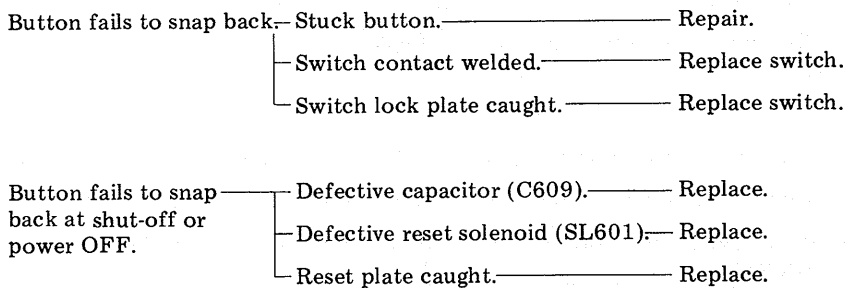 Button fails to snap back. Stuck button. Repair.
Switch contact welded. Replace switch.
Switch lock plate caught. Replace switch.
Button fails to snap Defective capacitor (C609). Replace.
back at shut-off or
power OFF. Defective reset solenoid (SL601). Replace.
Reset plate caught. Replace.